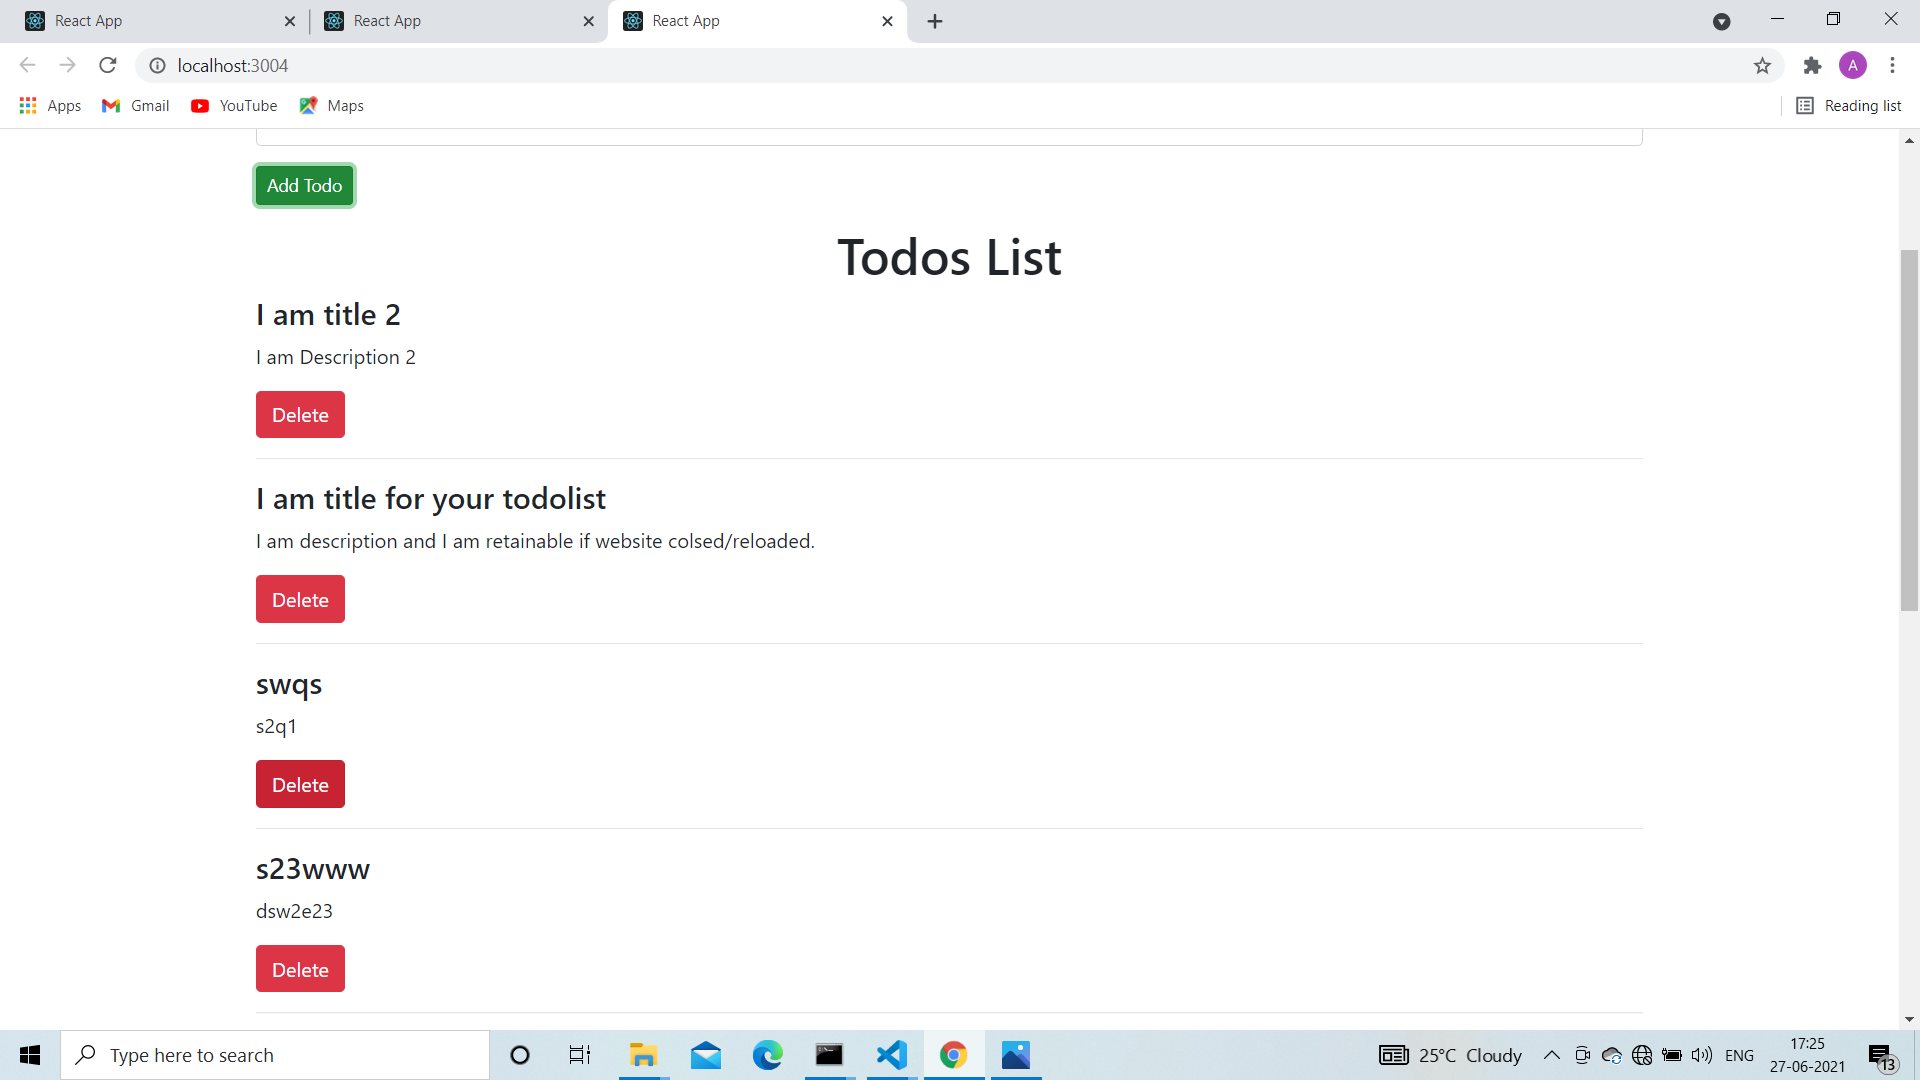 React App
React App
React App
localhost:3004
A
Apps
Gmail
YouTube
Maps
Reading list
Add Todo
Todos List
I am title 2
I am Description 2
Delete
I am title for your todolist
I am description and I am retainable if website colsed/reloaded.
Delete
swqs
s2q1
Delete
s23www
dsw2e23
Delete
Type here to search
25°C Cloudy
ENG
17:25
27-06-2021
13